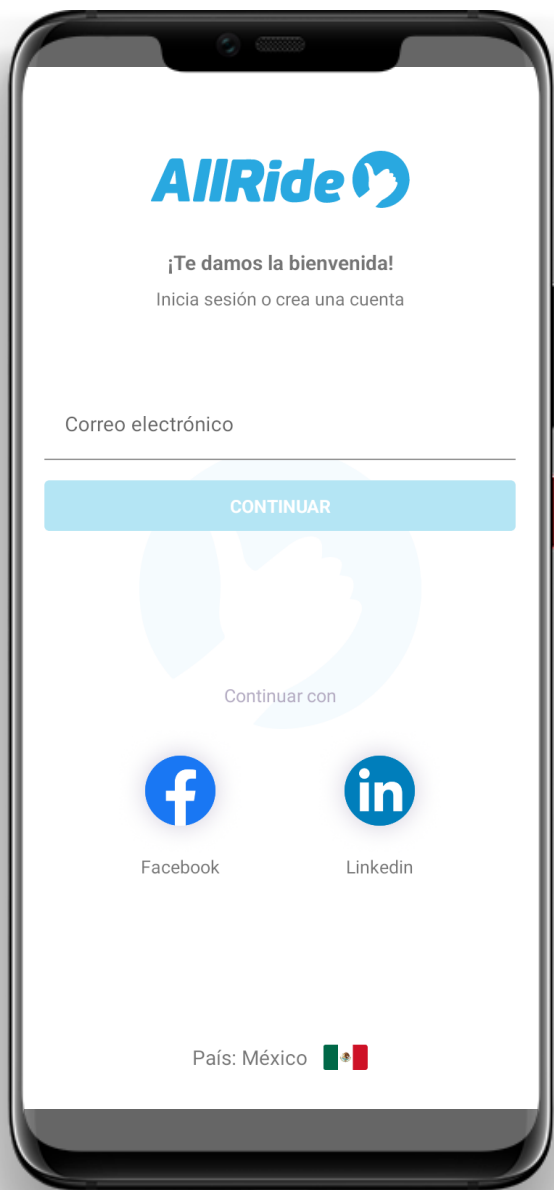 AllRide
¡Te damos la bienvenida!
Inicia sesión o crea una cuenta
Correo electrónico
CONTINUAR
Continuar con
Facebook
Linkedin
País: México